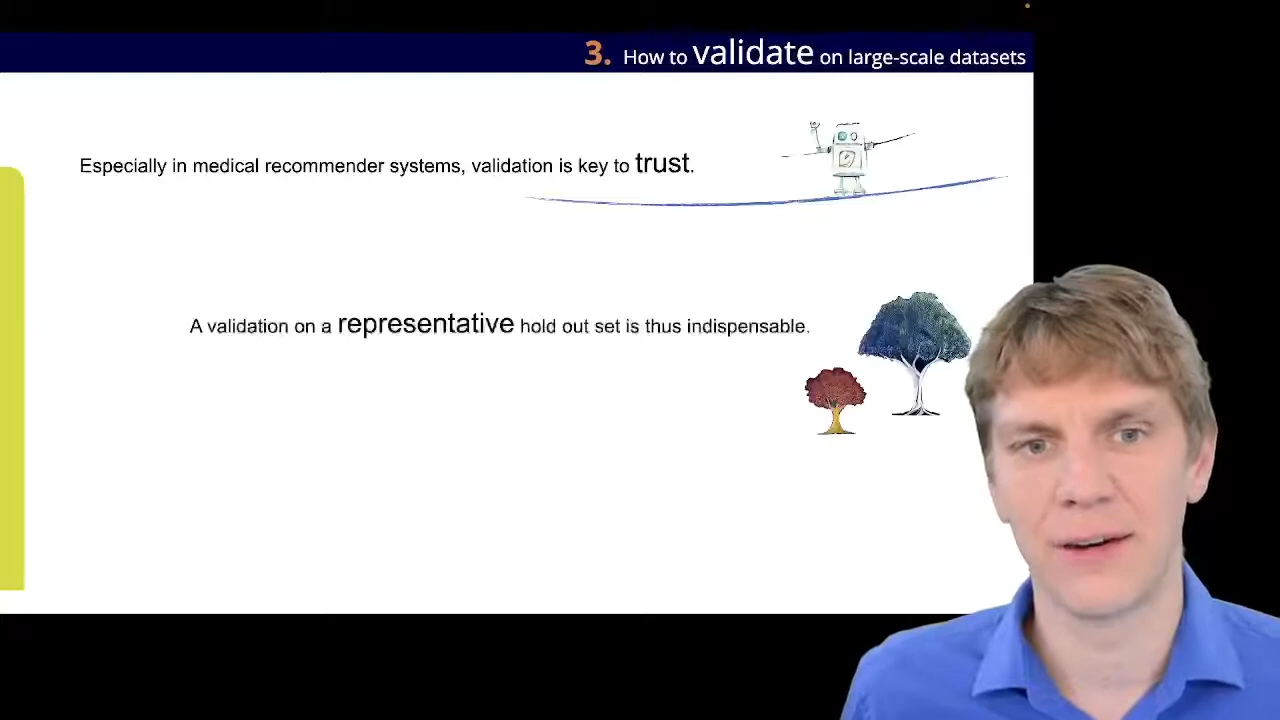 3. How to validate on large-scale datasets
Especially in medical recommender systems, validation is key to trust.
A validation on a representative hold out set is thus indispensable.